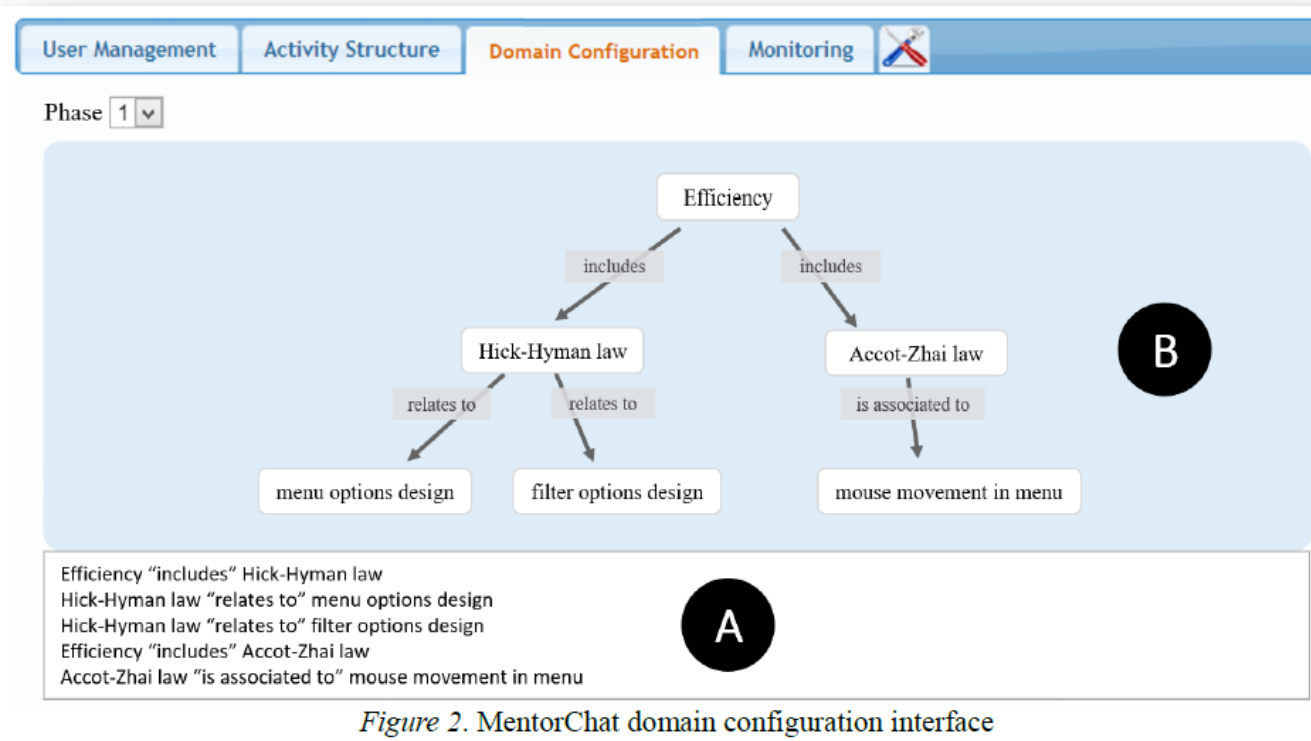 User Management Activity Structure Domain Configuration Monitoring
Phase 1
Efficiency
includes includes
Hick-Hyman law Accot-Zhai law
relates to relates to is associated to
menu options design filter options design mouse movement in menu
B
Efficiency “includes” Hick-Hyman law
Hick-Hyman law “relates to” menu options design
Hick-Hyman law “relates to” filter options design
Efficiency “includes” Accot-Zhai law
Accot-Zhai law “is associated to” mouse movement in menu
A
Figure 2. MentorChat domain configuration interface